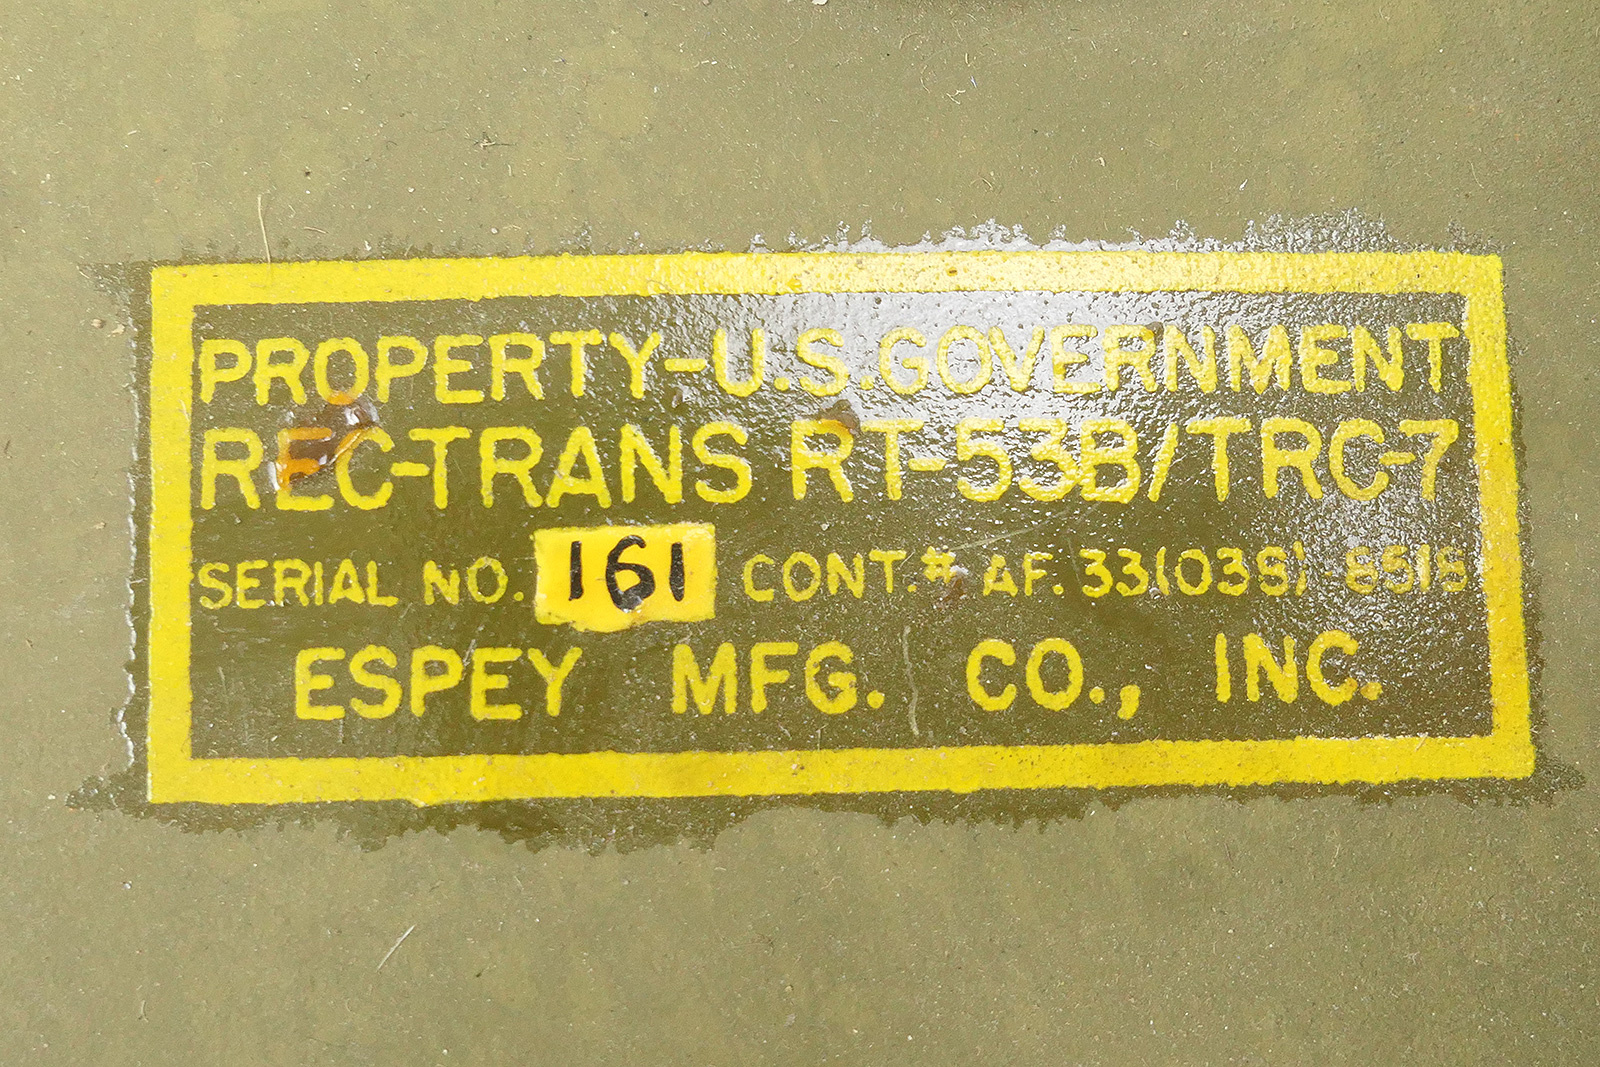 PROPERTY-U.S.GOVERNMENT
REC-TRANS RT-53B/TRC-7
SERIAL NO. 161 CONT.# AF. 33(038)
ESPEY MFG. CO., INC.